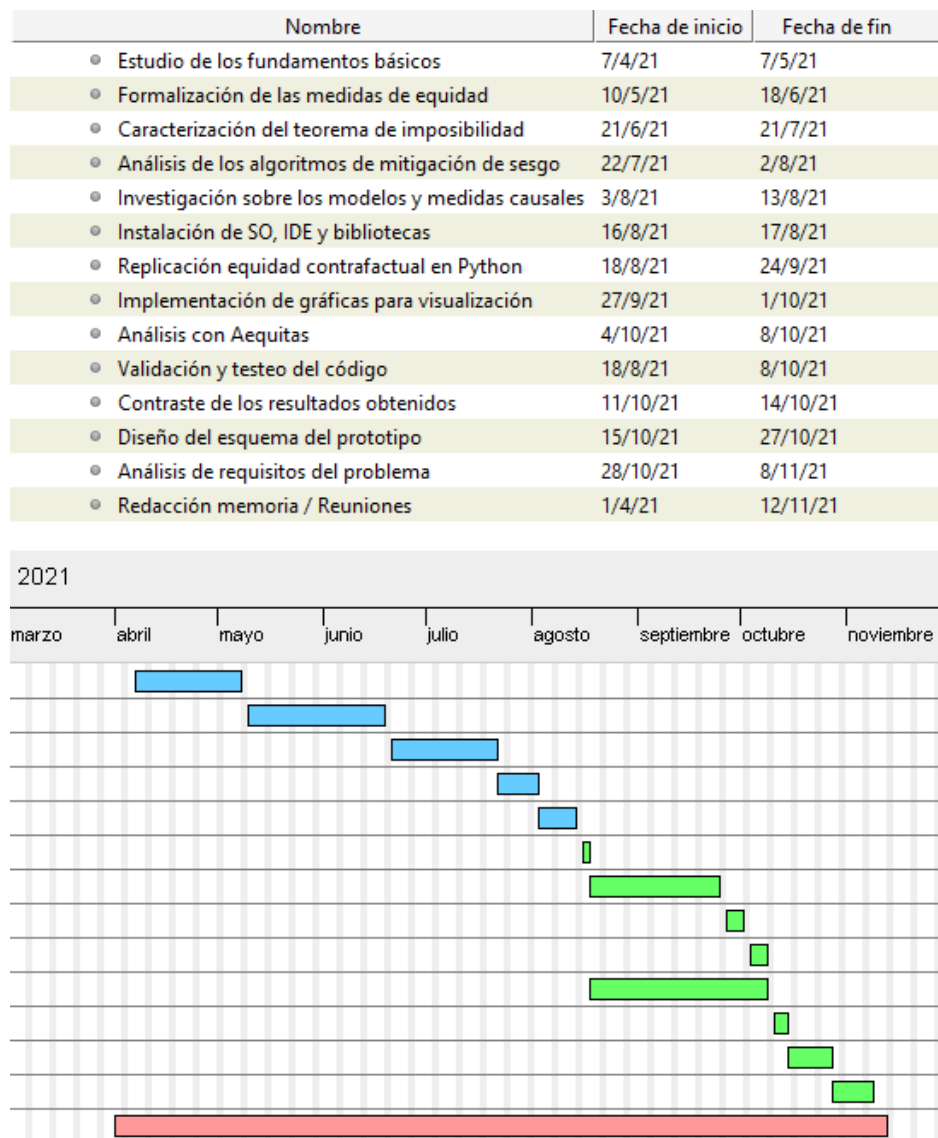 Nombre Fecha de inicio Fecha de fin
Estudio de los fundamentos básicos 7/4/21 7/5/21
Formalización de las medidas de equidad 10/5/21 18/6/21
Caracterización del teorema de imposibilidad 21/6/21 21/7/21
Análisis de los algoritmos de mitigación de sesgo 22/7/21 2/8/21
Investigación sobre los modelos y medidas causales 3/8/21 13/8/21
Instalación de SO, IDE y bibliotecas 16/8/21 17/8/21
Replicación equidad contrafactual en Python 18/8/21 24/9/21
Implementación de gráficas para visualización 27/9/21 1/10/21
Análisis con Aequitas 4/10/21 8/10/21
Validación y testeo del código 18/8/21 8/10/21
Contraste de los resultados obtenidos 11/10/21 14/10/21
Diseño del esquema del prototipo 15/10/21 27/10/21
Análisis de requisitos del problema 28/10/21 8/11/21
Redacción memoria / Reuniones 1/4/21 12/11/21
2021
marzo abril mayo junio julio agosto septiembre octubre noviembre